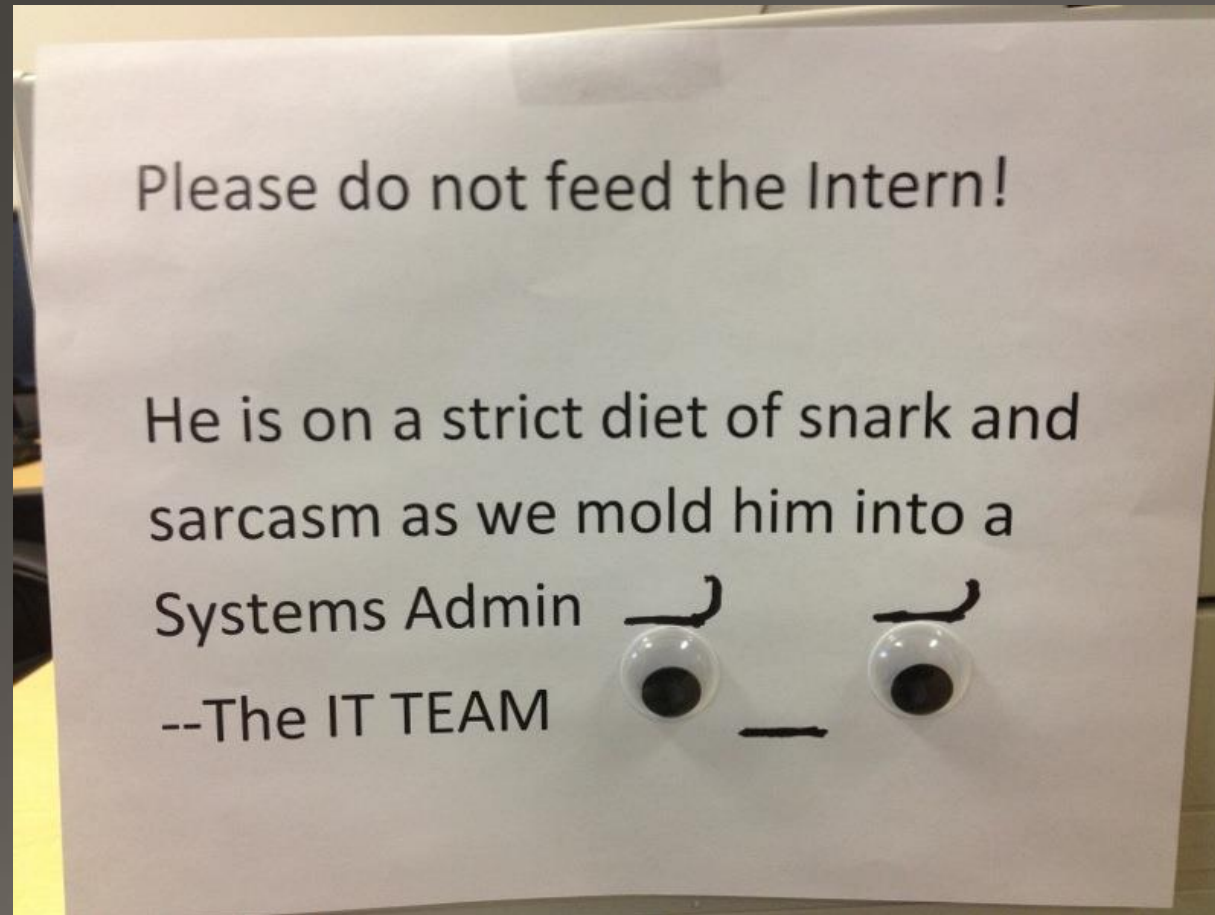 Please do not feed the Intern!
He is on a strict diet of snark and
sarcasm as we mold him into a
Systems Admin
--The IT TEAM